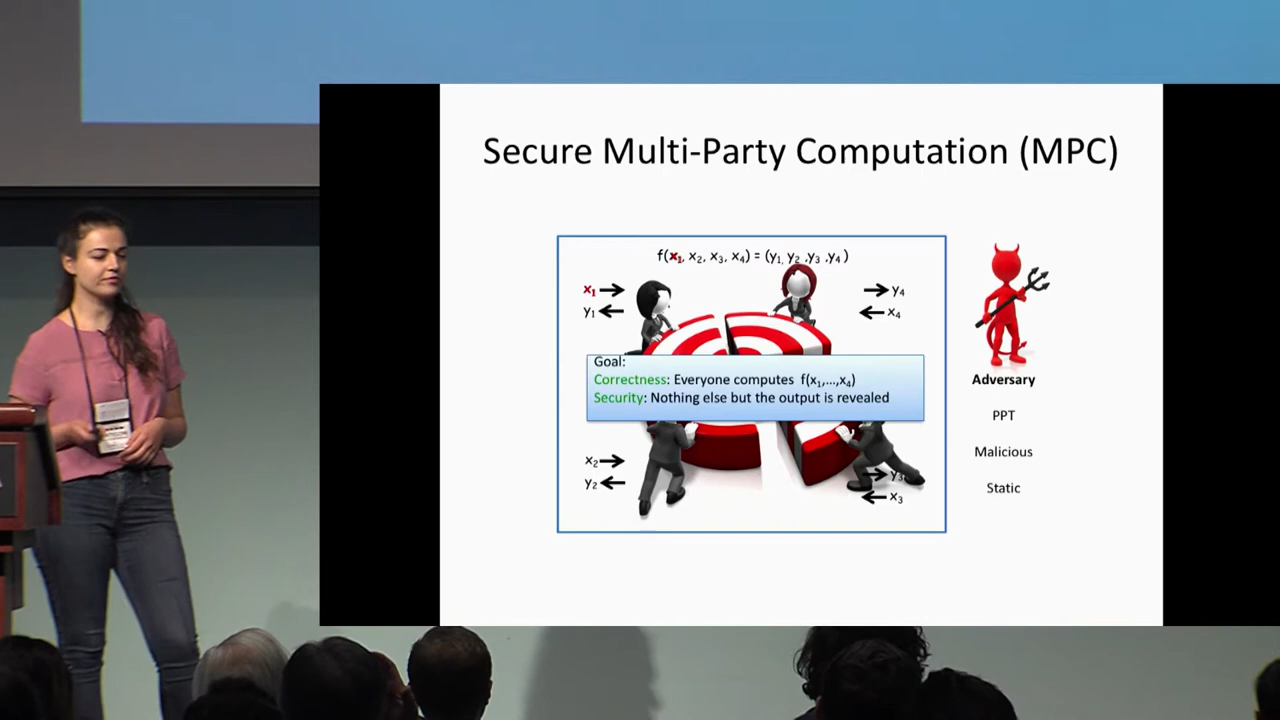 Secure Multi-Party Computation (MPC)
f(x₁, x₂, x₃, x₄) = (y₁, y₂ ,y₃ ,y₄ )
x₁
y₁
y₄
x₄
Goal:
Correctness: Everyone computes f(x₁,...,x₄)
Security: Nothing else but the output is revealed
x₂
y₂
y₃
x₃
Adversary
PPT
Malicious
Static